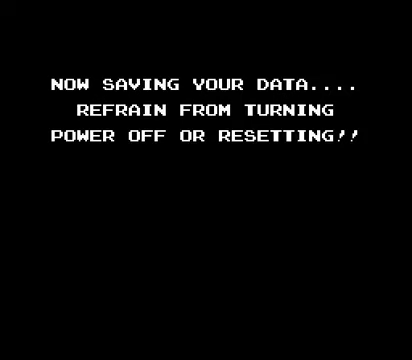 NOW SAVING YOUR DATA....
REFRAIN FROM TURNING
POWER OFF OR RESETTING!!